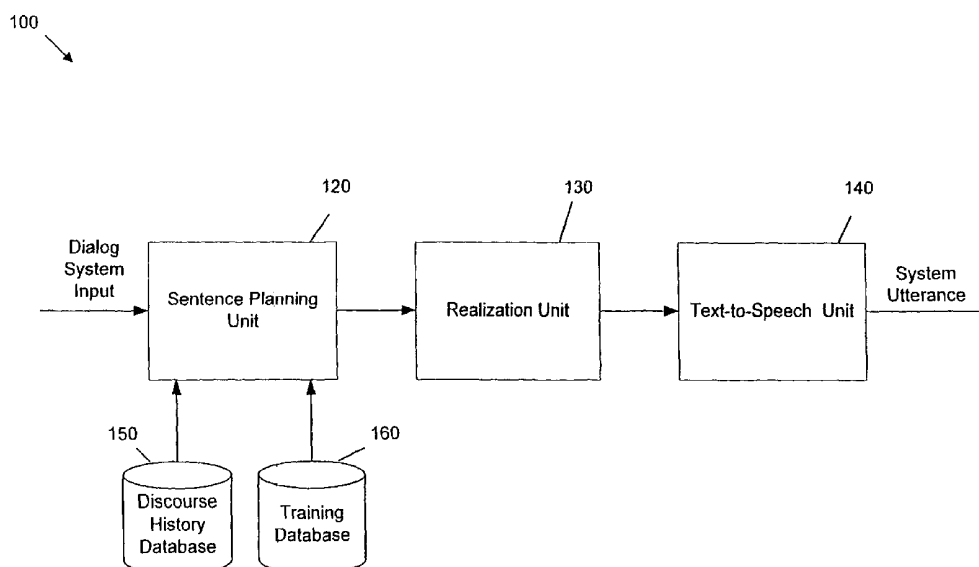 100
120
130
140
Dialog
System
Input
Sentence Planning
Unit
Realization Unit
Text-to-Speech Unit
System
Utterance
150
160
Discourse
History
Database
Training
Database